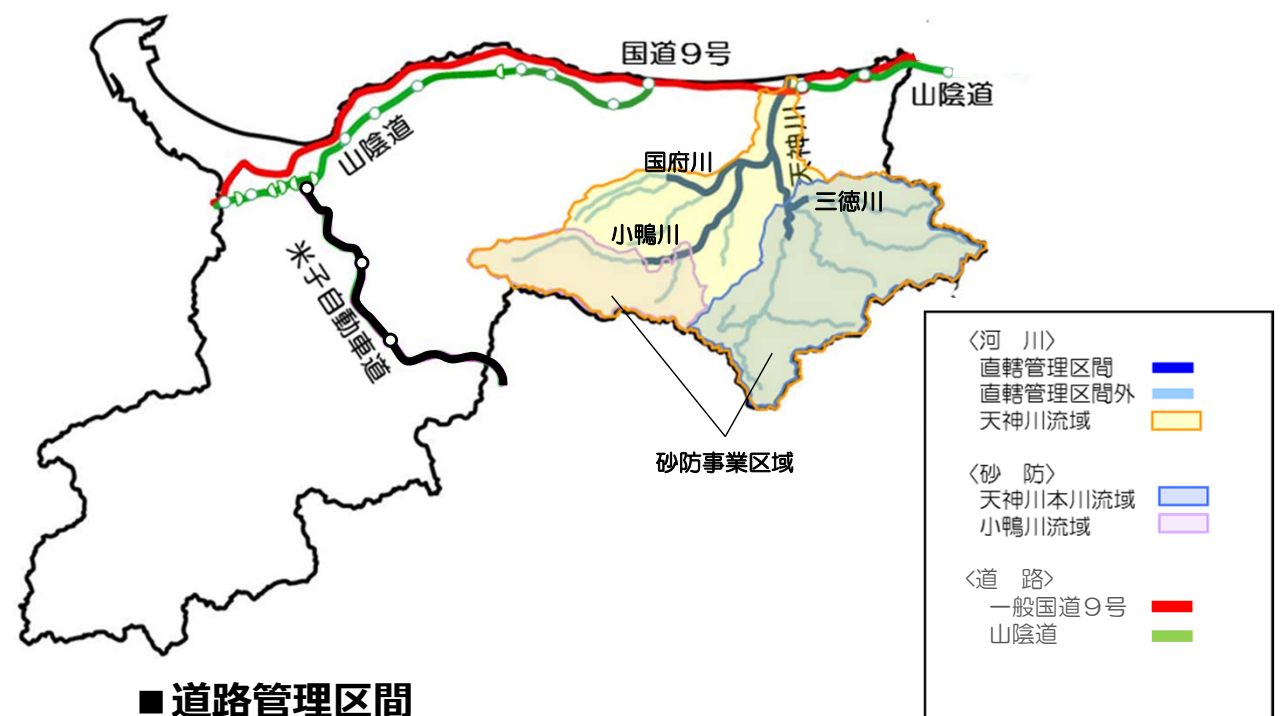 国道9号
山陰道
山陰道
天神川
国府川
三徳川
小鴨川
米子自動車道
砂防事業区域
〈河　川〉
直轄管理区間
直轄管理区間外
天神川流域
〈砂　防〉
天神川本川流域
小鴨川流域
〈道　路〉
一般国道9号
山陰道
■道路管理区間